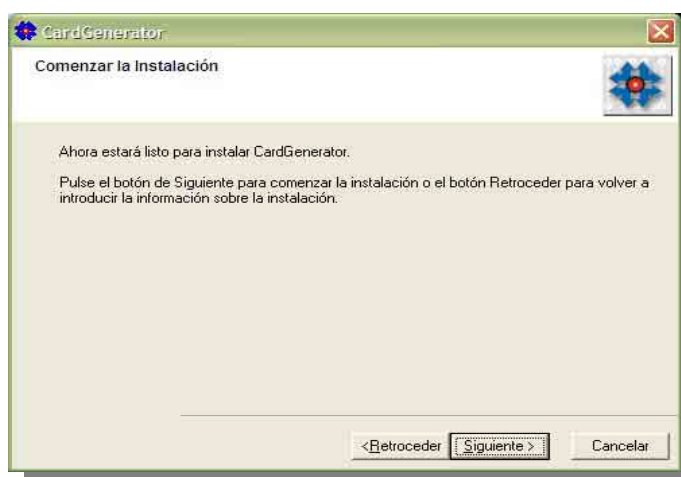 CardGenerator
Comenzar la Instalación
Ahora estará listo para instalar CardGenerator.
Pulse el botón de Siguiente para comenzar la instalación o el botón Retroceder para volver a
introducir la información sobre la instalación.
<Retroceder
Siguiente >
Cancelar